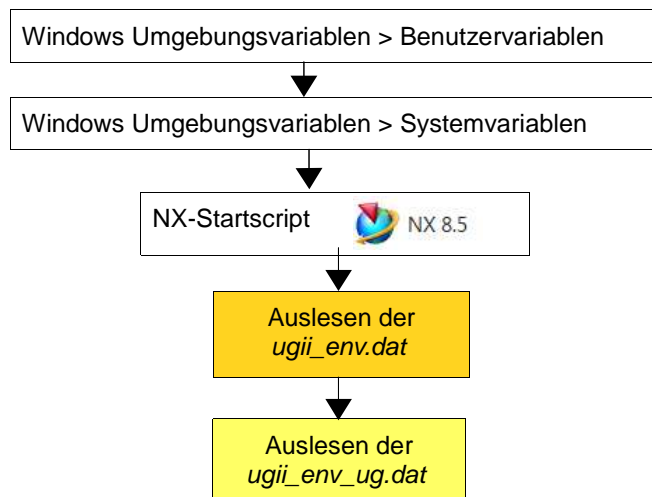 Windows Umgebungsvariablen > Benutzervariablen
Windows Umgebungsvariablen > Systemvariablen
NX-Startscript NX 8.5
Auslesen der
ugii_env.dat
Auslesen der
ugii_env_ug.dat